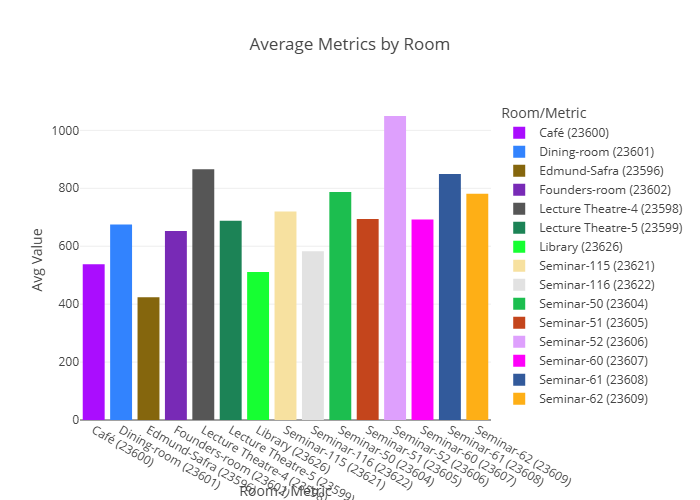 Average Metrics by Room
Avg Value
1000
800
600
400
200
0
Café (23600)
Dining-room (23601)
Edmund-Safra (23596)
Founders-room (23602)
Lecture Theatre-4 (23598)
Lecture Theatre-5 (23599)
Library (23626)
Seminar-115 (23621)
Seminar-116 (23622)
Seminar-50 (23604)
Seminar-51 (23605)
Seminar-52 (23606)
Seminar-60 (23607)
Seminar-61 (23608)
Seminar-62 (23609)
Room / Metric
Room/Metric
Café (23600)
Dining-room (23601)
Edmund-Safra (23596)
Founders-room (23602)
Lecture Theatre-4 (23598)
Lecture Theatre-5 (23599)
Library (23626)
Seminar-115 (23621)
Seminar-116 (23622)
Seminar-50 (23604)
Seminar-51 (23605)
Seminar-52 (23606)
Seminar-60 (23607)
Seminar-61 (23608)
Seminar-62 (23609)